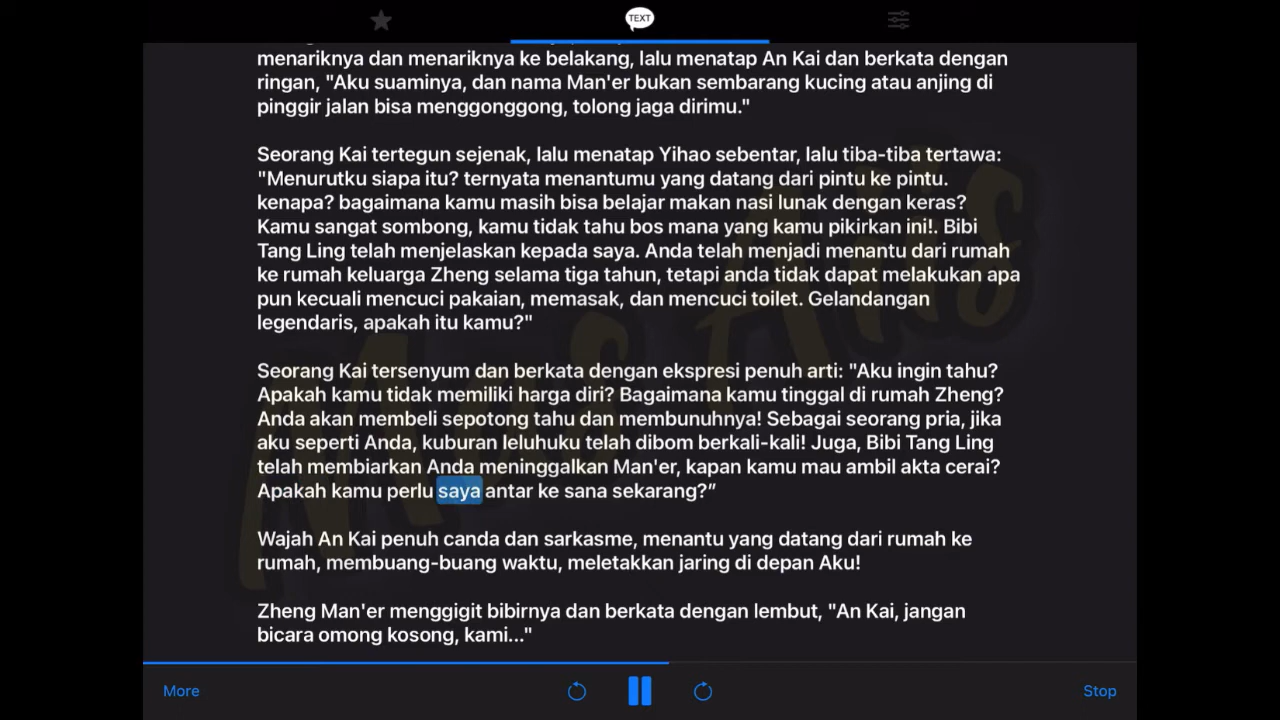 TEXT
menariknya dan menariknya ke belakang, lalu menatap An Kai dan berkata dengan
ringan, "Aku suaminya, dan nama Man'er bukan sembarang kucing atau anjing di
pinggir jalan bisa menggonggong, tolong jaga dirimu."
Seorang Kai tertegun sejenak, lalu menatap Yihao sebentar, lalu tiba-tiba tertawa:
"Menurutku siapa itu? ternyata menantumu yang datang dari pintu ke pintu.
kenapa? bagaimana kamu masih bisa belajar makan nasi lunak dengan keras?
Kamu sangat sombong, kamu tidak tahu bos mana yang kamu pikirkan ini!. Bibi
Tang Ling telah menjelaskan kepada saya. Anda telah menjadi menantu dari rumah
ke rumah keluarga Zheng selama tiga tahun, tetapi anda tidak dapat melakukan apa
pun kecuali mencuci pakaian, memasak, dan mencuci toilet. Gelandangan
legendaris, apakah itu kamu?"
Seorang Kai tersenyum dan berkata dengan ekspresi penuh arti: "Aku ingin tahu?
Apakah kamu tidak memiliki harga diri? Bagaimana kamu tinggal di rumah Zheng?
Anda akan membeli sepotong tahu dan membunuhnya! Sebagai seorang pria, jika
aku seperti Anda, kuburan leluhuku telah dibom berkali-kali! Juga, Bibi Tang Ling
telah membiarkan Anda meninggalkan Man'er, kapan kamu mau ambil akta cerai?
Apakah kamu perlu saya antar ke sana sekarang?”
Wajah An Kai penuh canda dan sarkasme, menantu yang datang dari rumah ke
rumah, membuang-buang waktu, meletakkan jaring di depan Aku!
Zheng Man'er menggigit bibirnya dan berkata dengan lembut, "An Kai, jangan
bicara omong kosong, kami..."
More
Stop